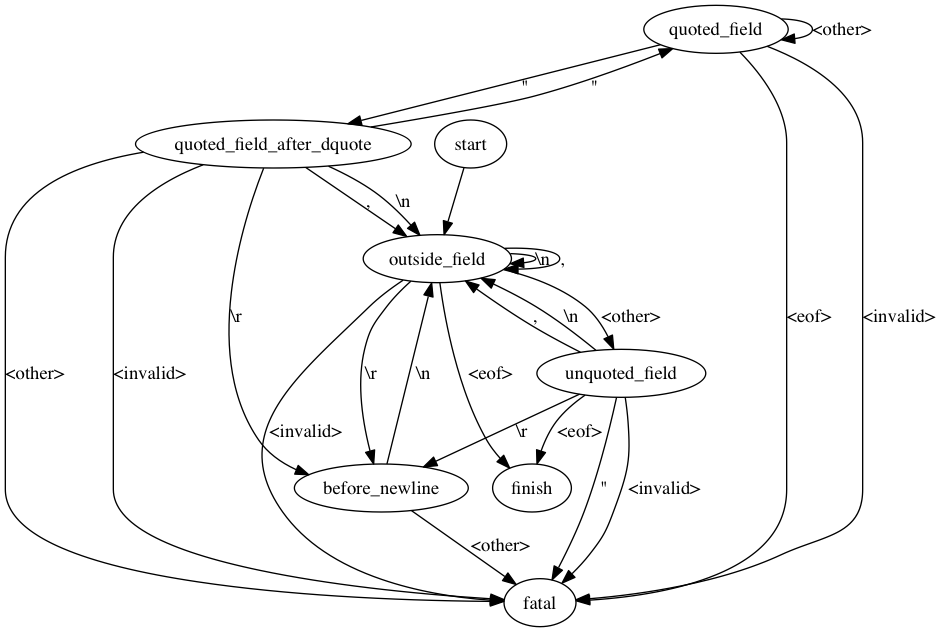 quoted_field
<other>
"
"
quoted_field_after_dquote
start
,
\n
outside_field
\n
,
\r
<other>
<invalid>
\r
\n
<eof>
,
\n
<other>
<eof>
<invalid>
unquoted_field
<invalid>
\r
<eof>
before_newline
finish
"
<invalid>
<other>
fatal